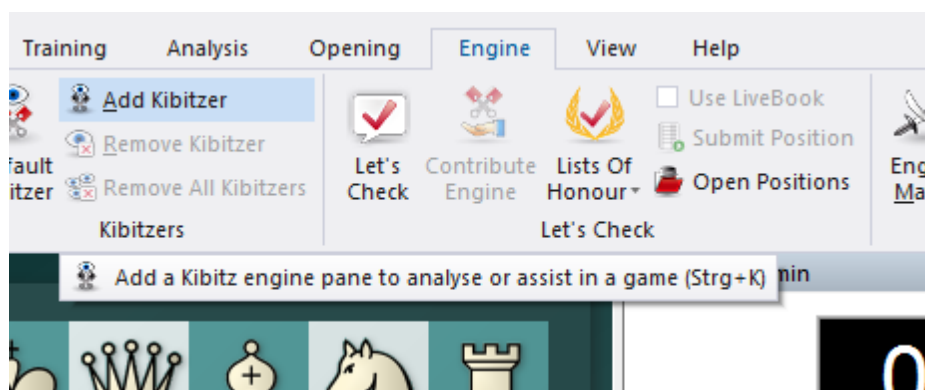 Training Analysis Opening Engine View Help
Add Kibitzer
Remove Kibitzer
Remove All Kibitzers
Kibitzers
Let's
Check
Contribute
Engine
Lists Of
Honour
Use LiveBook
Submit Position
Open Positions
Let's Check
Add a Kibitz engine pane to analyse or assist in a game (Strg+K)
min